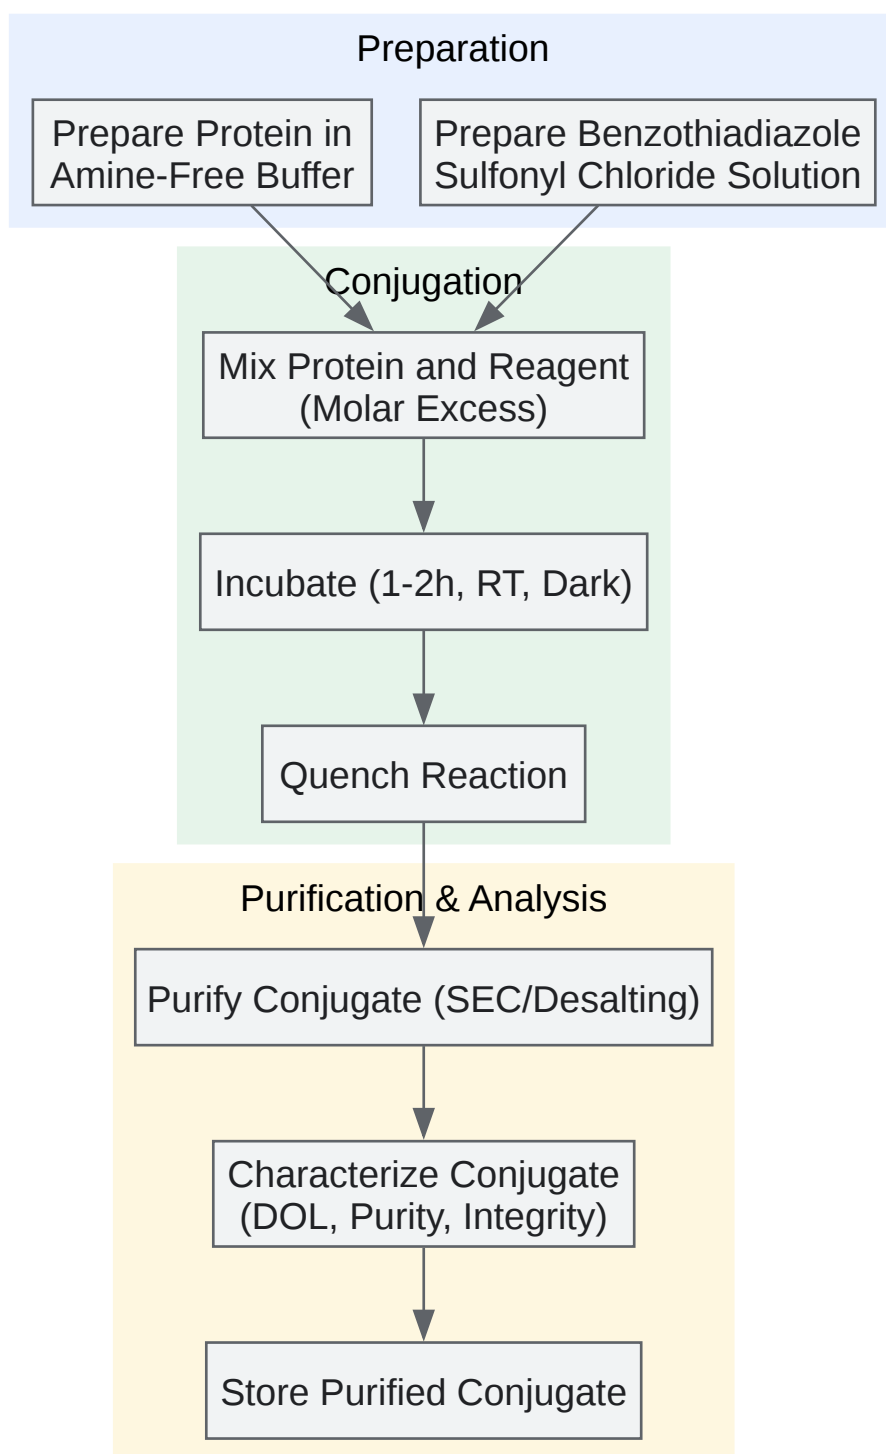 Preparation
Prepare Protein in
Amine-Free Buffer
Prepare Benzothiadiazole
Sulfonyl Chloride Solution
Conjugation
Mix Protein and Reagent
(Molar Excess)
Incubate (1-2h, RT, Dark)
Quench Reaction
Purification & Analysis
Purify Conjugate (SEC/Desalting)
Characterize Conjugate
(DOL, Purity, Integrity)
Store Purified Conjugate